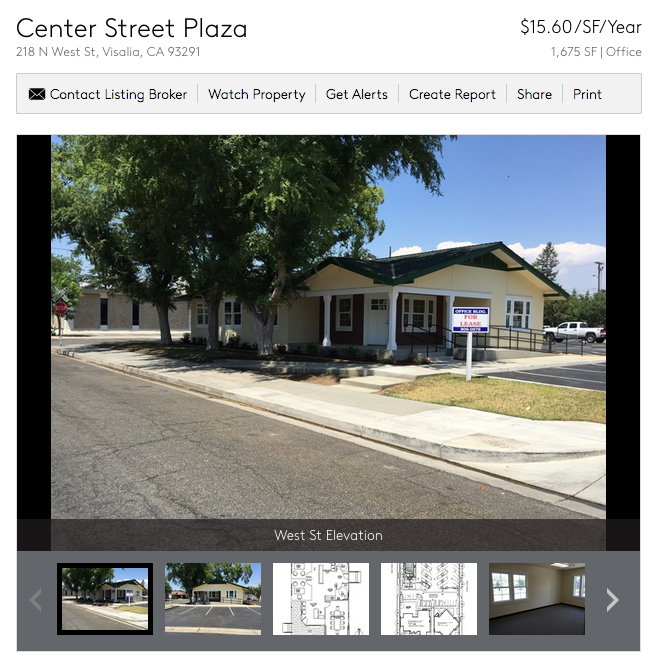 Center Street Plaza
$15.60/SF/Year
218 N West St, Visalia, CA 93291
1,675 SF | Office
Contact Listing Broker
Watch Property
Get Alerts
Create Report
Share
Print
OFFICE BLDG.
FOR
LEASE
West St Elevation